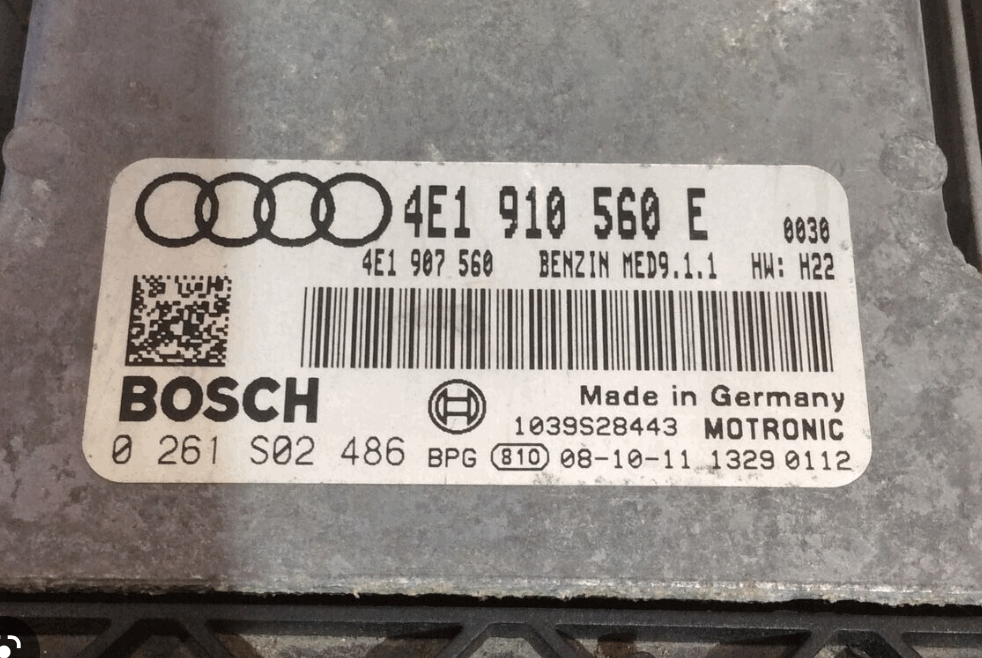 4E1 910 560 E 0030
4E1 907 560 BENZIN MED9.1.1 HW: H22
BOSCH
Made in Germany
1039S28443 MOTRONIC
0 261 S02 486 BPG 810 08-10-11 1329 0112